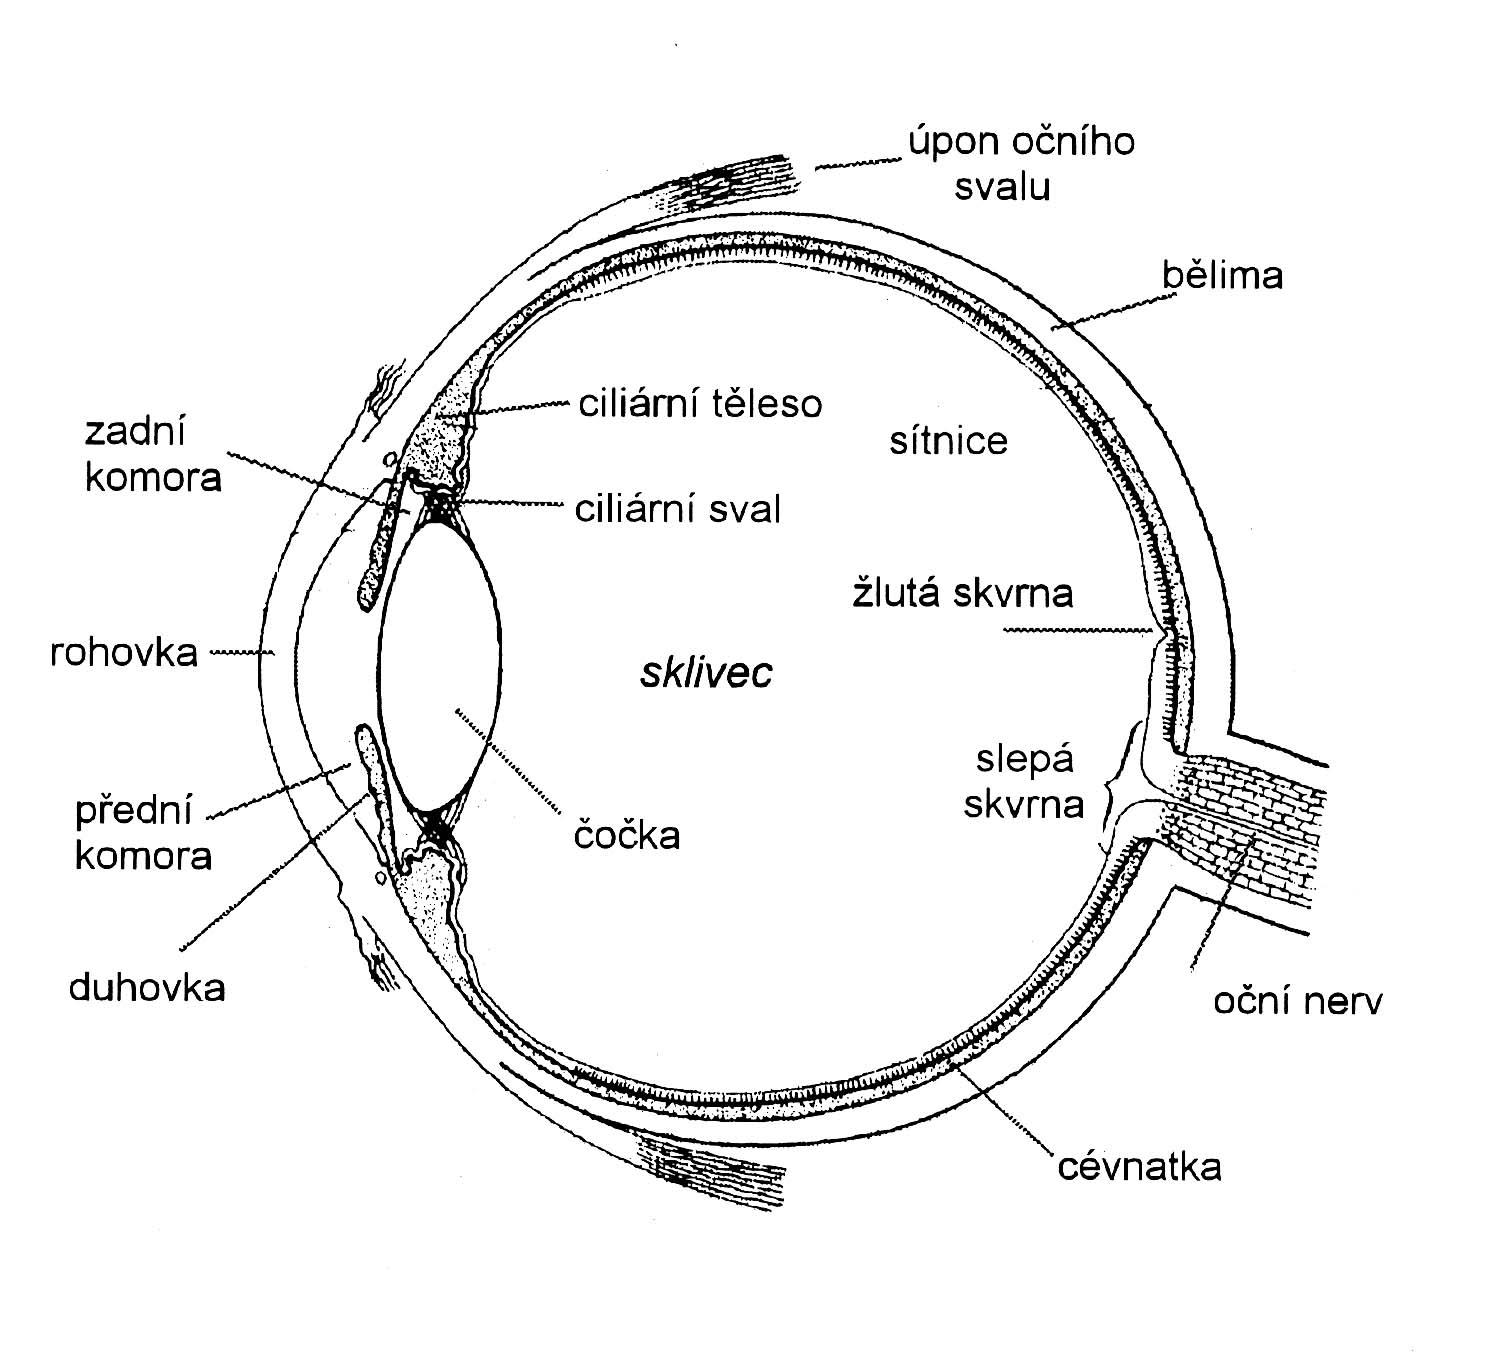 úpon očního
svalu
bělima
ciliární těleso
zadní
komora
sítnice
ciliární sval
žlutá skvrna
rohovka
sklivec
slepá
skvrna
přední
komora
čočka
duhovka
oční nerv
cévnatka